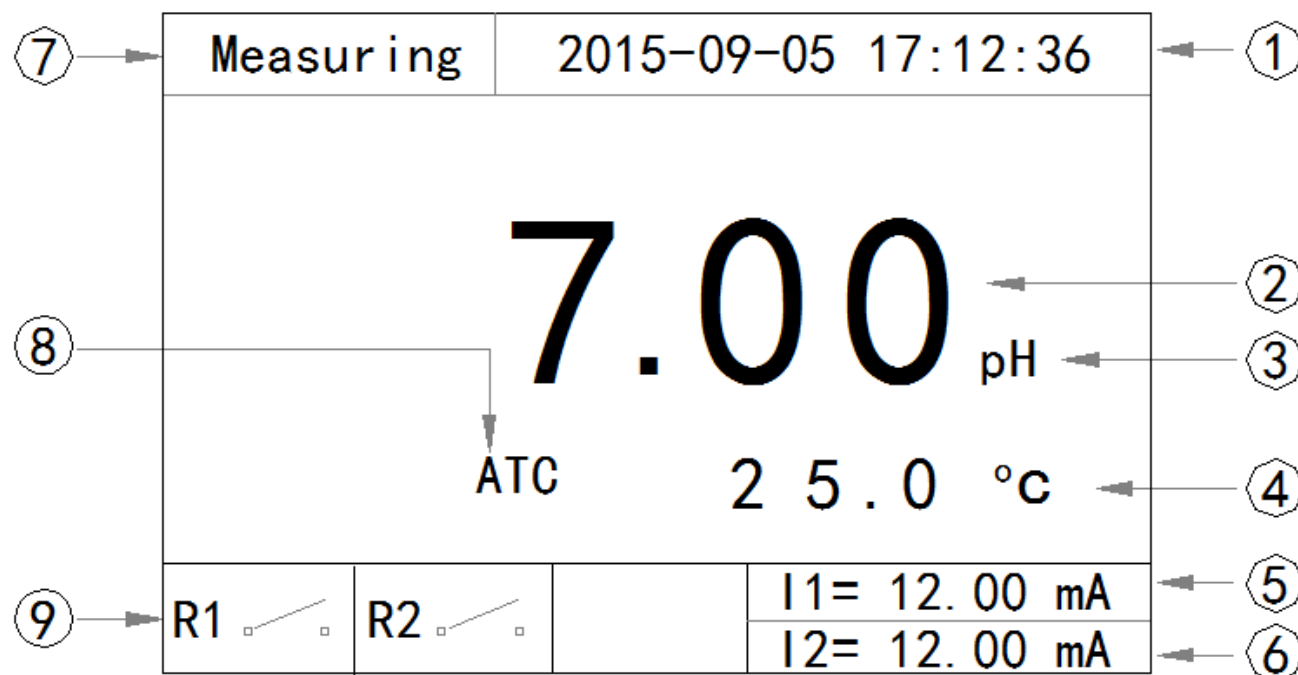 ⑦ Measuring 2015-09-05 17:12:36 ①
7.00 ②
pH ③
⑧
ATC 25.0 ℃ ④
I1= 12.00 mA ⑤
⑨ R1 R2
I2= 12.00 mA ⑥